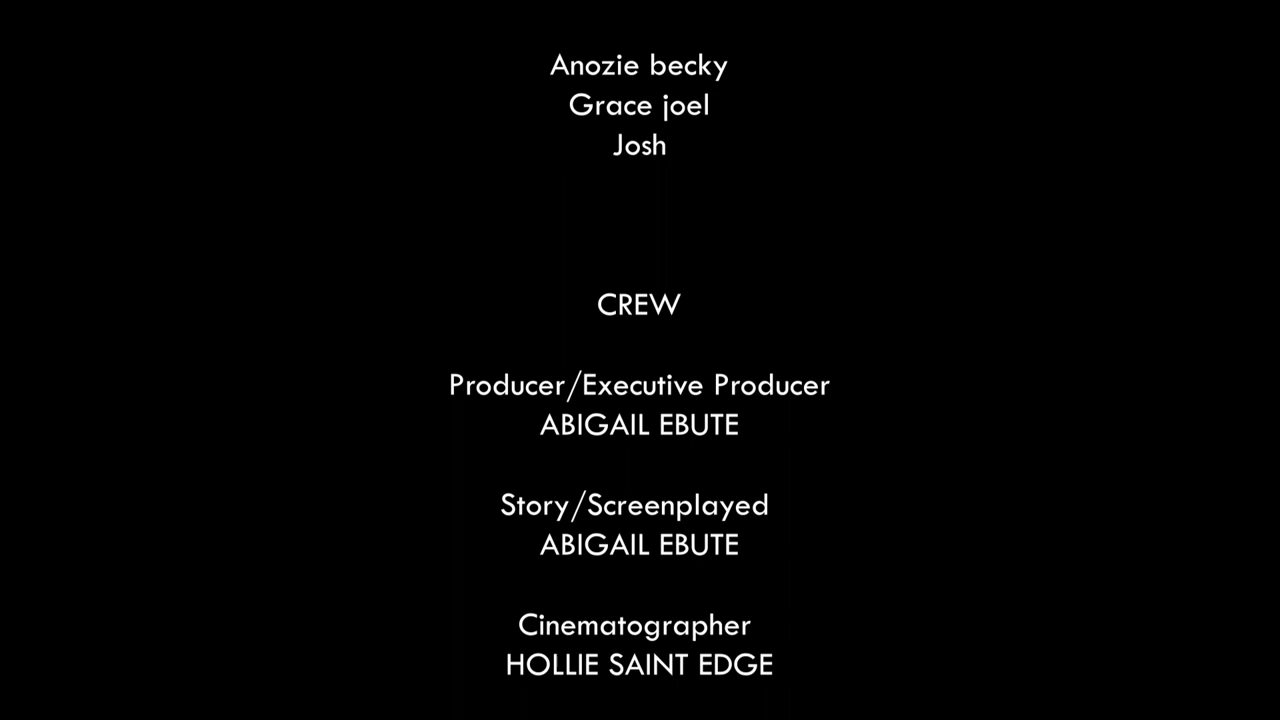 Anozie becky
Grace joel
Josh
CREW
Producer/Executive Producer
ABIGAIL EBUTE
Story/Screenplayed
ABIGAIL EBUTE
Cinematographer
HOLLIE SAINT EDGE